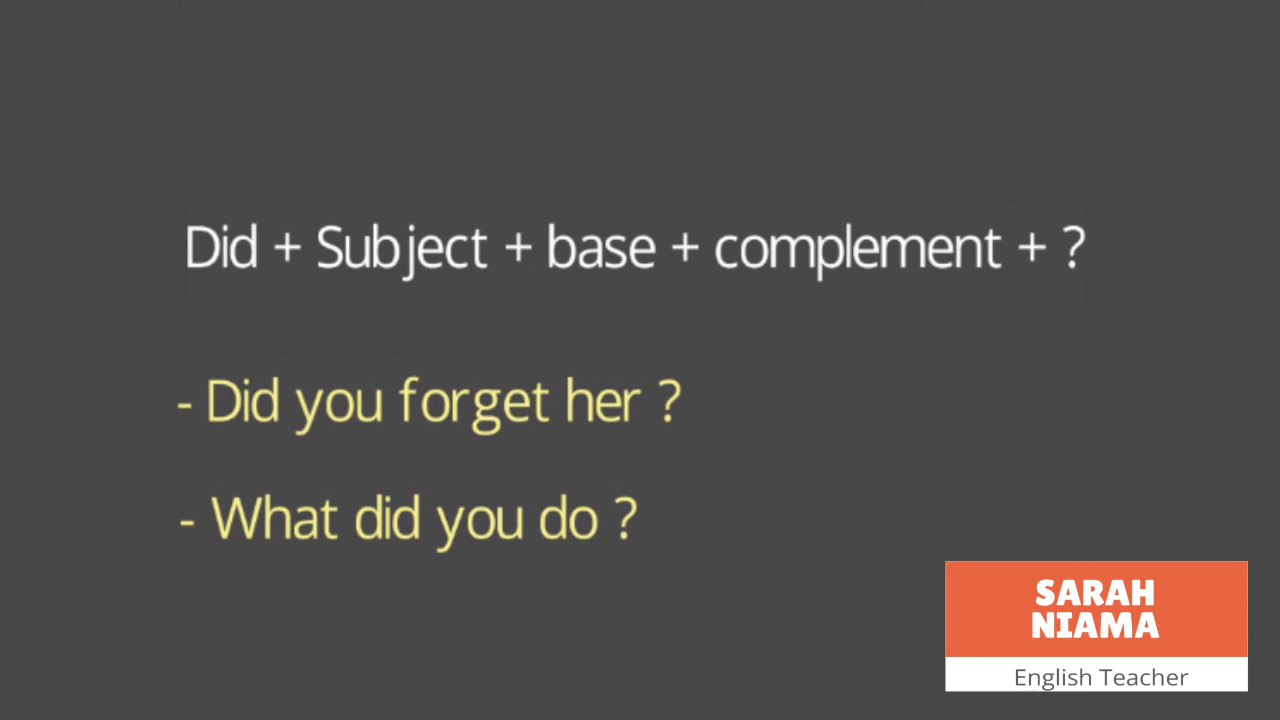 Did + Subject + base + complement + ?
- Did you forget her ?
- What did you do ?
SARAH
NIAMA
English Teacher